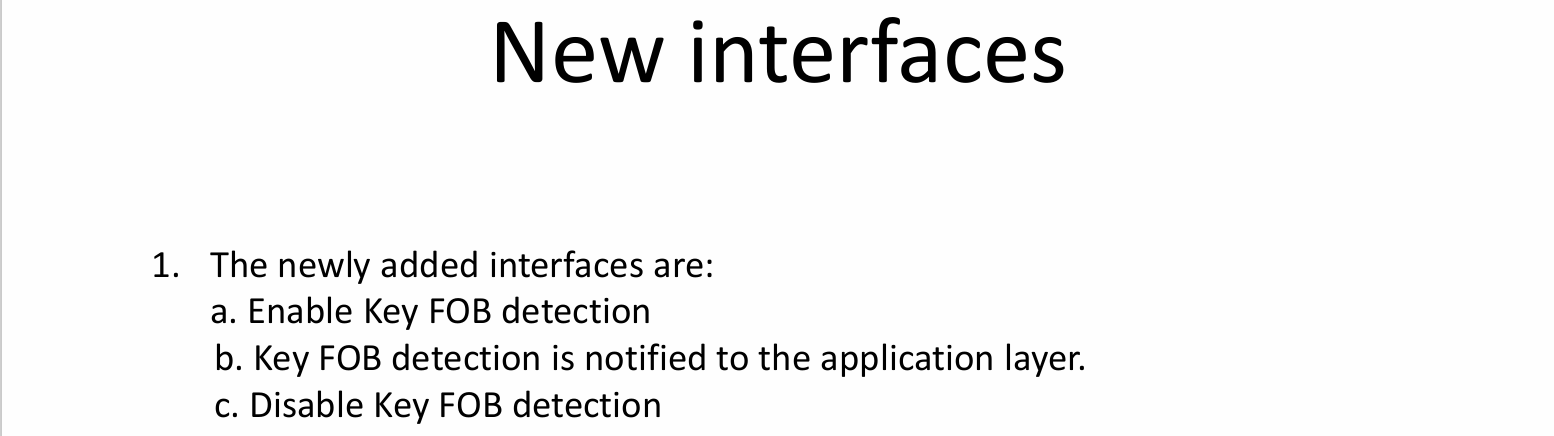 New interfaces
1. The newly added interfaces are:
a. Enable Key FOB detection
b. Key FOB detection is notified to the application layer.
c. Disable Key FOB detection